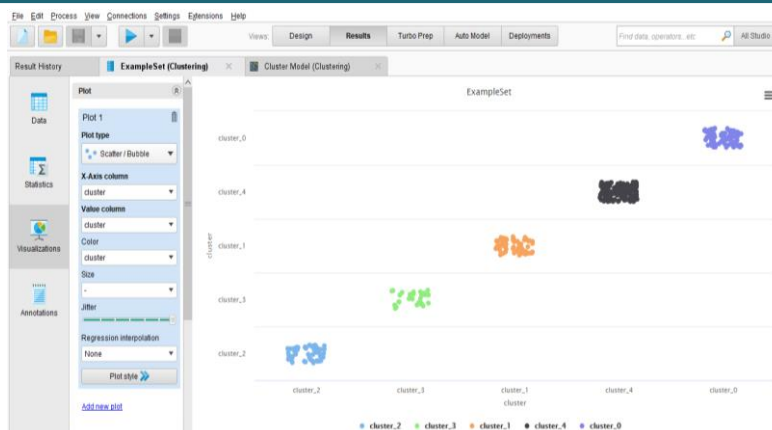 File Edit Process View Connections Settings Extensions Help
Views: Design Results Turbo Prep Auto Model Deployments Find data, operators...etc All Studio
Result History ExampleSet (Clustering) Cluster Model (Clustering)
Data
Statistics
Visualizations
Annotations
Plot
Plot 1
Plot type
Scatter / Bubble
X-Axis column
cluster
Value column
cluster
Color
cluster
Size
-
Jitter
Regression interpolation
None
Plot style
Add new plot
ExampleSet
cluster
cluster_0
cluster_4
cluster_1
cluster_3
cluster_2
cluster_2 cluster_3 cluster_1 cluster_4 cluster_0
cluster
cluster_2 cluster_3 cluster_1 cluster_4 cluster_0